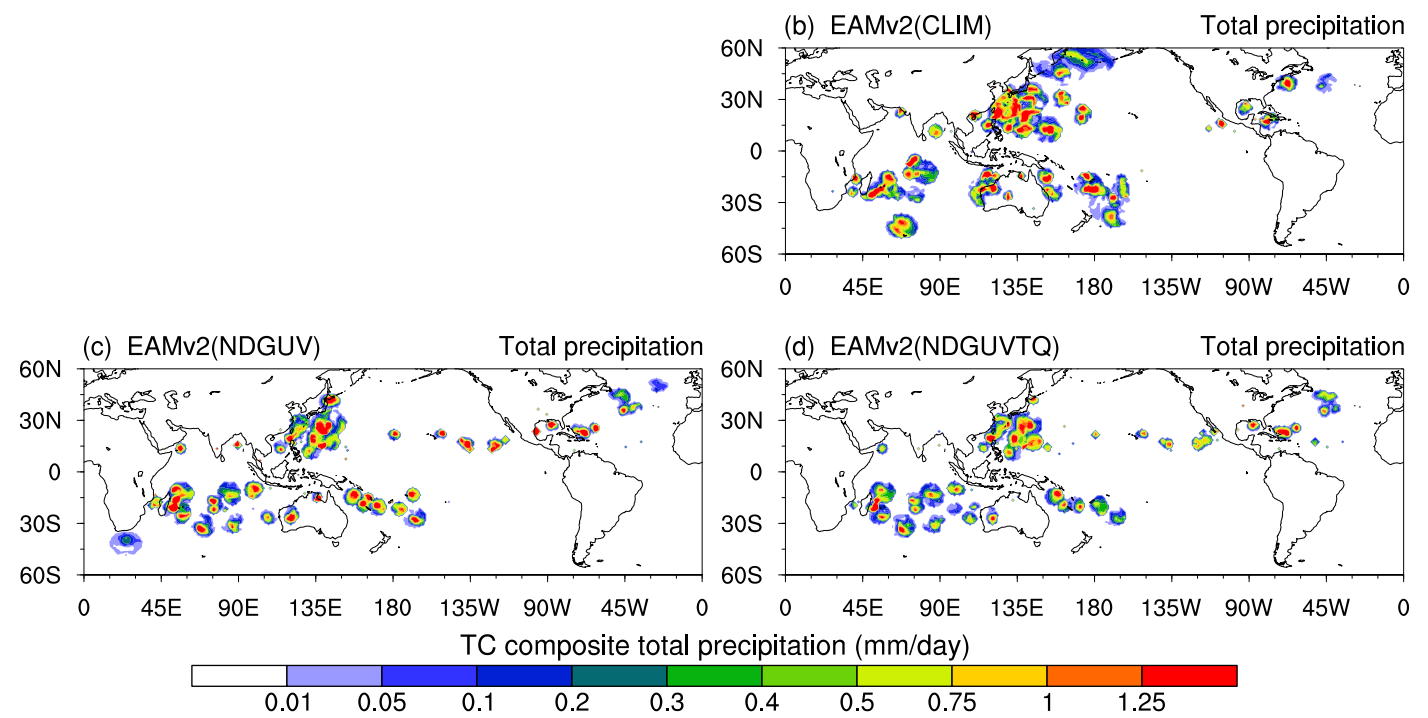 (b) EAMv2(CLIM) Total precipitation
60N
30N
0
30S
60S
0 45E 90E 135E 180 135W 90W 45W 0
(c) EAMv2(NDGUV) Total precipitation
60N
30N
0
30S
60S
0 45E 90E 135E 180 135W 90W 45W 0
(d) EAMv2(NDGUVTQ) Total precipitation
60N
30N
0
30S
60S
0 45E 90E 135E 180 135W 90W 45W 0
TC composite total precipitation (mm/day)
0.01 0.05 0.1 0.2 0.3 0.4 0.5 0.75 1 1.25